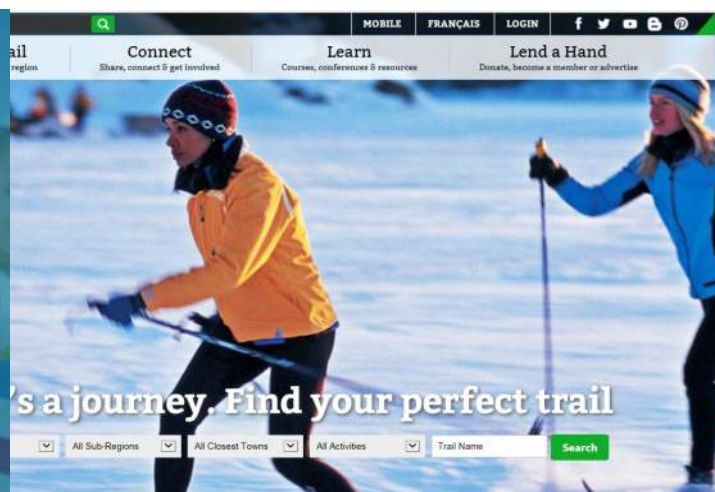 MOBILE FRANÇAIS LOGIN
ail Connect Learn Lend a Hand
region Share, connect & get involved Courses, conferences & resources Donate, become a member or advertise
's a journey. Find your perfect trail
All Sub-Regions All Closest Towns All Activities Trail Name Search